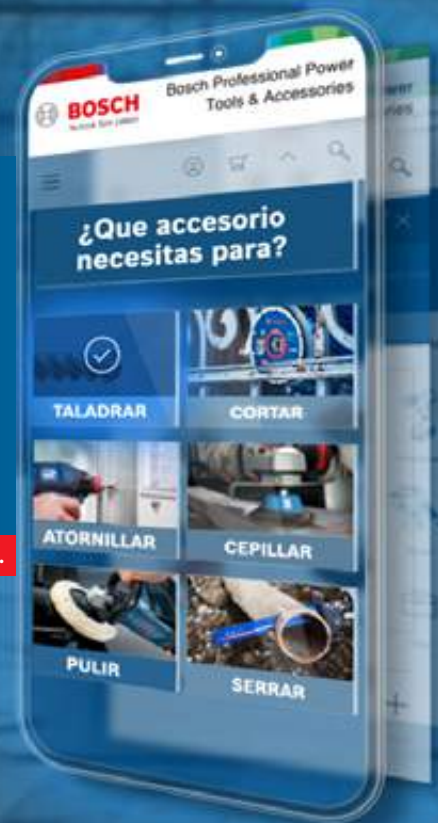 BOSCH
Bosch Professional Power
Tools & Accessories
¿Que accesorio
necesitas para?
TALADRAR
CORTAR
ATORNILLAR
CEPILLAR
PULIR
SERRAR